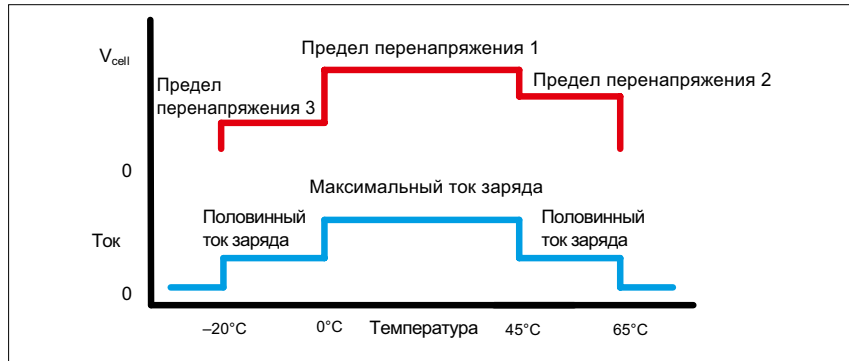 Предел перенапряжения 1
V_cell
Предел
перенапряжения 3
Предел перенапряжения 2
0
Максимальный ток заряда
Половинный
ток заряда
Половинный
ток заряда
Ток
0
–20°C
0°C
Температура
45°C
65°C